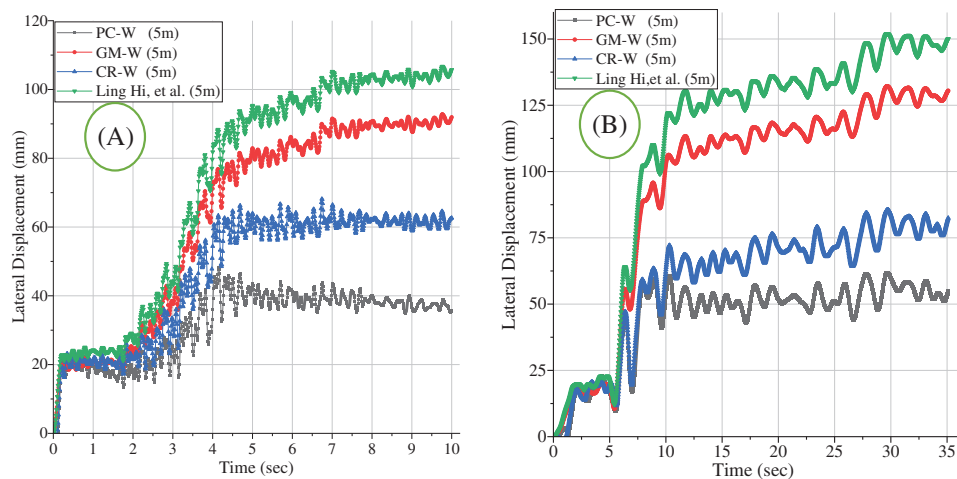 120
100
80
60
40
20
0
Lateral Displacement (mm)
PC-W (5m)
GM-W (5m)
CR-W (5m)
Ling Hi, et al. (5m)
(A)
0 1 2 3 4 5 6 7 8 9 10
Time (sec)
150
125
100
75
50
25
0
Lateral Displacement (mm)
PC-W (5m)
GM-W (5m)
CR-W (5m)
Ling Hi,et al. (5m)
(B)
0 5 10 15 20 25 30 35
Time (sec)